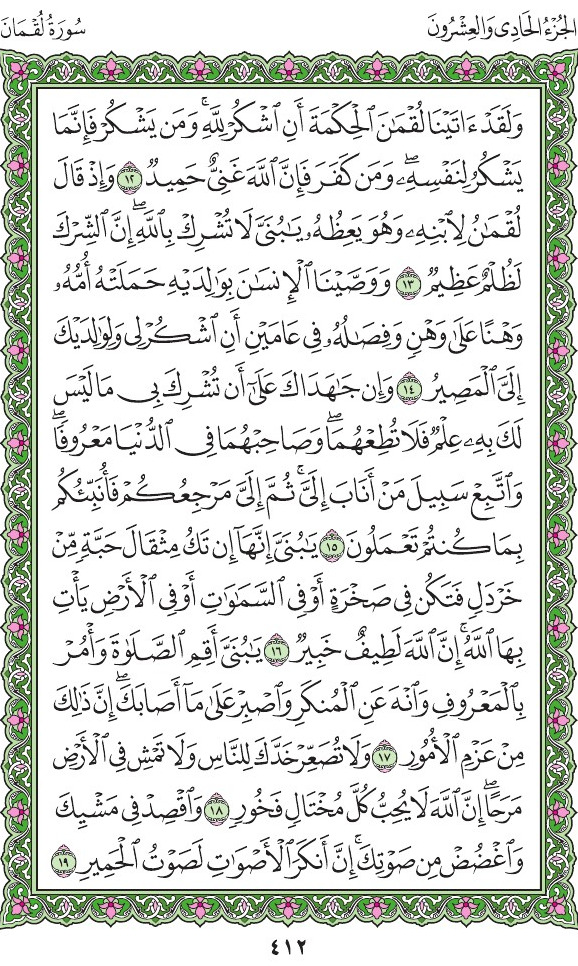 الجُزْءُ الحَادِى وَالعِشْرُونَ
سُورَةُ لُقْمَانَ
وَلَقَدْ ءَاتَيْنَا لُقْمَٰنَ ٱلْحِكْمَةَ أَنِ ٱشْكُرْ لِلَّهِۚ وَمَن يَشْكُرْ فَإِنَّمَا
يَشْكُرُ لِنَفْسِهِۦۖ وَمَن كَفَرَ فَإِنَّ ٱللَّهَ غَنِىٌّ حَمِيدٌ ١٢ وَإِذْ قَالَ
لُقْمَٰنُ لِٱبْنِهِۦ وَهُوَ يَعِظُهُۥ يَٰبُنَىَّ لَا تُشْرِكْ بِٱللَّهِۖ إِنَّ ٱلشِّرْكَ
لَظُلْمٌ عَظِيمٌ ١٣ وَوَصَّيْنَا ٱلْإِنسَٰنَ بِوَٰلِدَيْهِ حَمَلَتْهُ أُمُّهُۥ
وَهْنًا عَلَىٰ وَهْنٍ وَفِصَٰلُهُۥ فِى عَامَيْنِ أَنِ ٱشْكُرْ لِى وَلِوَٰلِدَيْكَ
إِلَىَّ ٱلْمَصِيرُ ١٤ وَإِن جَٰهَدَاكَ عَلَىٰٓ أَن تُشْرِكَ بِى مَا لَيْسَ
لَكَ بِهِۦ عِلْمٌ فَلَا تُطِعْهُمَاۖ وَصَاحِبْهُمَا فِى ٱلدُّنْيَا مَعْرُوفًاۖ
وَٱتَّبِعْ سَبِيلَ مَنْ أَنَابَ إِلَىَّۚ ثُمَّ إِلَىَّ مَرْجِعُكُمْ فَأُنَبِّئُكُم
بِمَا كُنتُمْ تَعْمَلُونَ ١٥ يَٰبُنَىَّ إِنَّهَآ إِن تَكُ مِثْقَالَ حَبَّةٍ مِّنْ
خَرْدَلٍ فَتَكُن فِى صَخْرَةٍ أَوْ فِى ٱلسَّمَٰوَٰتِ أَوْ فِى ٱلْأَرْضِ يَأْتِ
بِهَا ٱللَّهُۚ إِنَّ ٱللَّهَ لَطِيفٌ خَبِيرٌ ١٦ يَٰبُنَىَّ أَقِمِ ٱلصَّلَوٰةَ وَأْمُرْ
بِٱلْمَعْرُوفِ وَٱنْهَ عَنِ ٱلْمُنكَرِ وَٱصْبِرْ عَلَىٰ مَآ أَصَابَكَۖ إِنَّ ذَٰلِكَ
مِنْ عَزْمِ ٱلْأُمُورِ ١٧ وَلَا تُصَعِّرْ خَدَّكَ لِلنَّاسِ وَلَا تَمْشِ فِى ٱلْأَرْضِ
مَرَحًاۖ إِنَّ ٱللَّهَ لَا يُحِبُّ كُلَّ مُخْتَالٍ فَخُورٍ ١٨ وَٱقْصِدْ فِى مَشْيِكَ
وَٱغْضُضْ مِن صَوْتِكَۚ إِنَّ أَنكَرَ ٱلْأَصْوَٰتِ لَصَوْتُ ٱلْحَمِيرِ ١٩
٤١٢